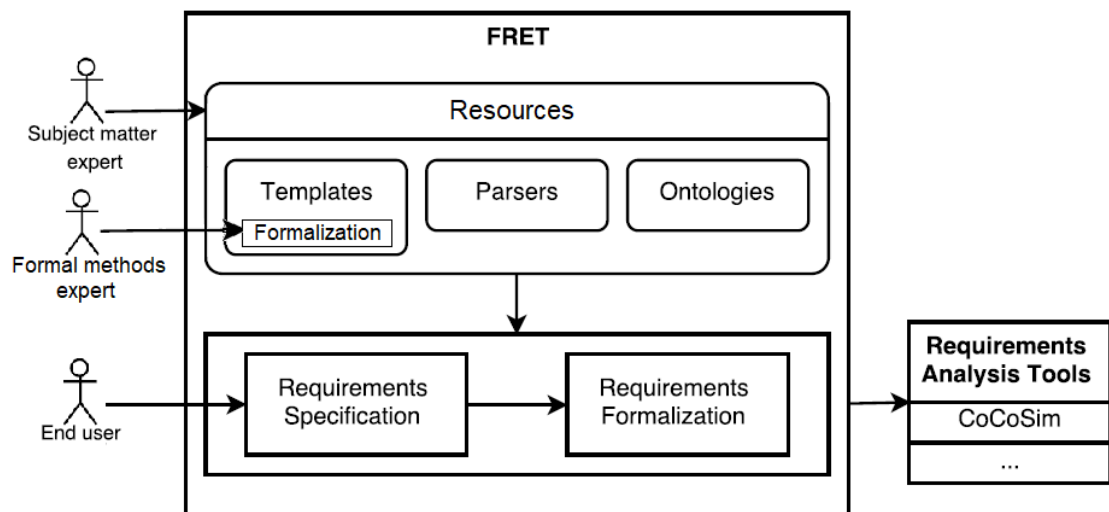 FRET
Resources
Subject matter
expert
Templates
Parsers
Ontologies
Formalization
Formal methods
expert
Requirements
Specification
Requirements
Formalization
End user
Requirements
Analysis Tools
CoCoSim
...